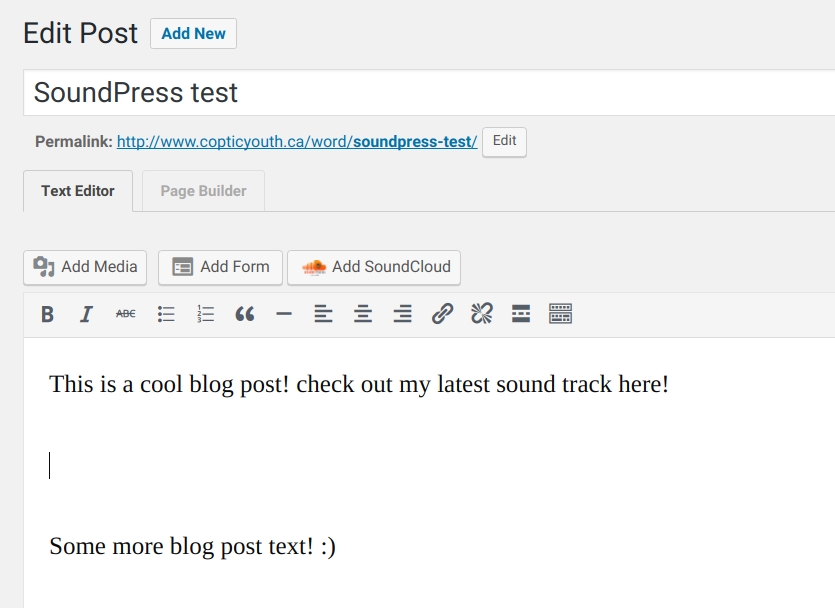 Edit Post Add New
SoundPress test
Permalink: http://www.copticyouth.ca/word/soundpress-test/ Edit
Text Editor Page Builder
Add Media Add Form Add SoundCloud
B I ABC
This is a cool blog post! check out my latest sound track here!
Some more blog post text! :)